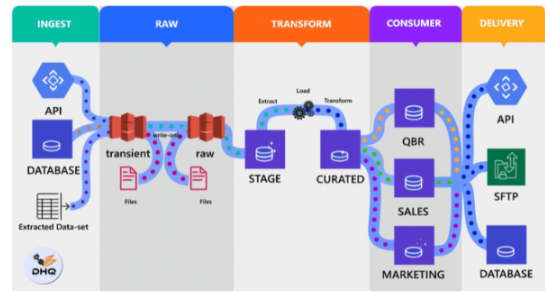 INGEST
RAW
TRANSFORM
CONSUMER
DELIVERY
API
DATABASE
Extracted Data-set
DHQ
transient
write-only
raw
Files
Files
Extract
Load
Transform
STAGE
CURATED
QBR
SALES
MARKETING
API
SFTP
DATABASE